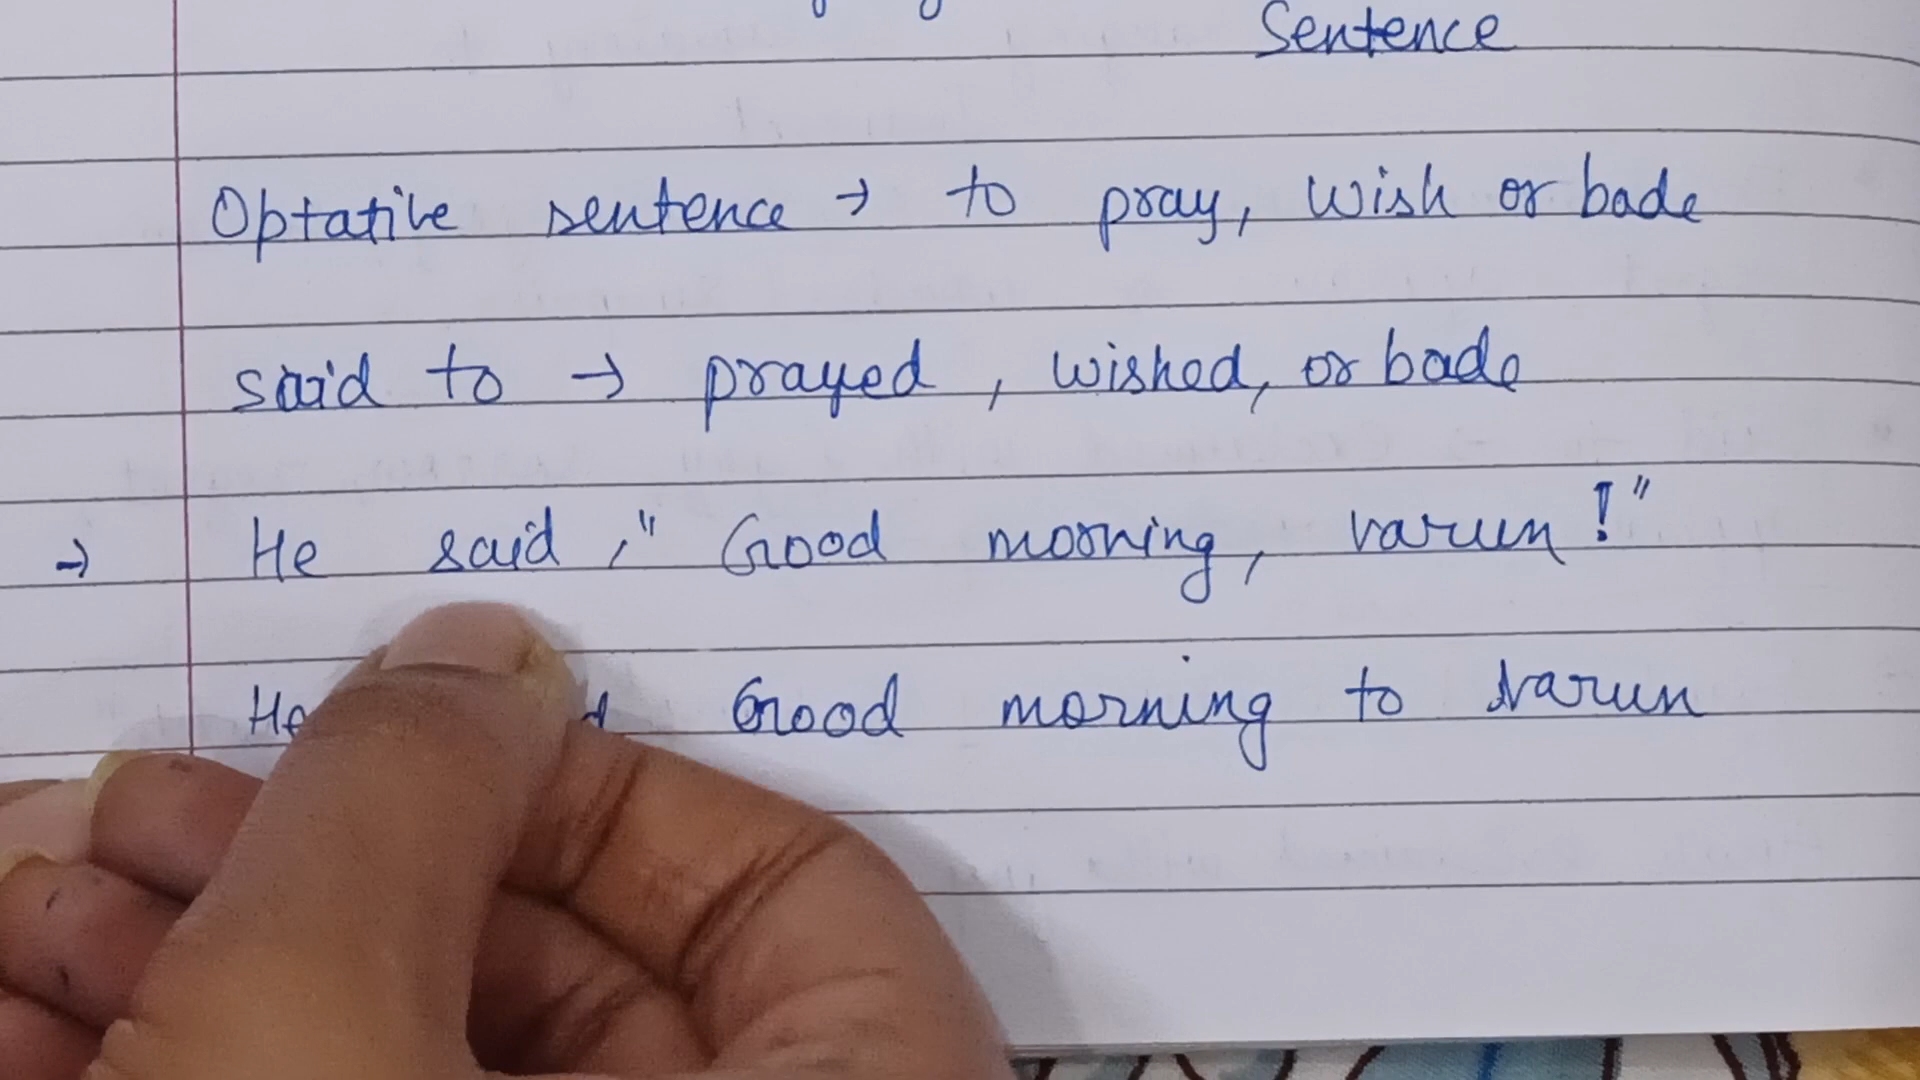 Sentence
Optative sentence → to pray, wish or bade
said to → prayed, wished, or bade
→ He said," Good morning, varun!"
He Good morning to Varun